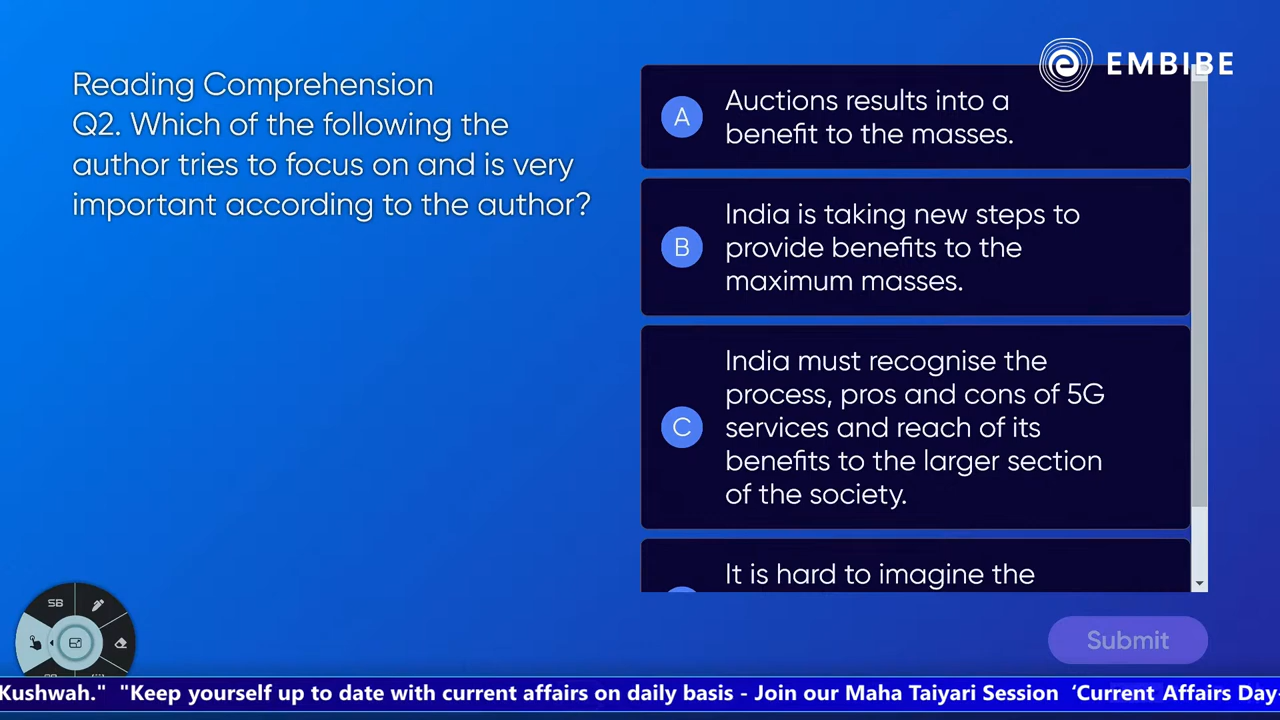 EMBIBE
Reading Comprehension
Q2. Which of the following the
author tries to focus on and is very
important according to the author?
A
Auctions results into a
benefit to the masses.
B
India is taking new steps to
provide benefits to the
maximum masses.
C
India must recognise the
process, pros and cons of 5G
services and reach of its
benefits to the larger section
of the society.
It is hard to imagine the
SB
Submit
Kushwah." "Keep yourself up to date with current affairs on daily basis - Join our Maha Taiyari Session ‘Current Affairs Day-